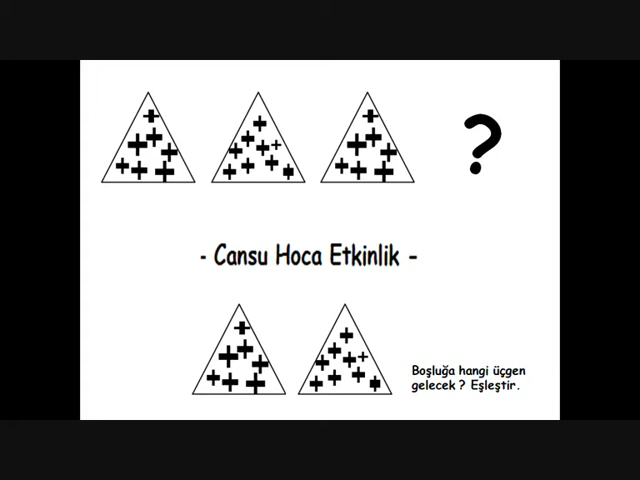 ?
- Cansu Hoca Etkinlik -
Boşluğa hangi üçgen
gelecek ? Eşleştir.